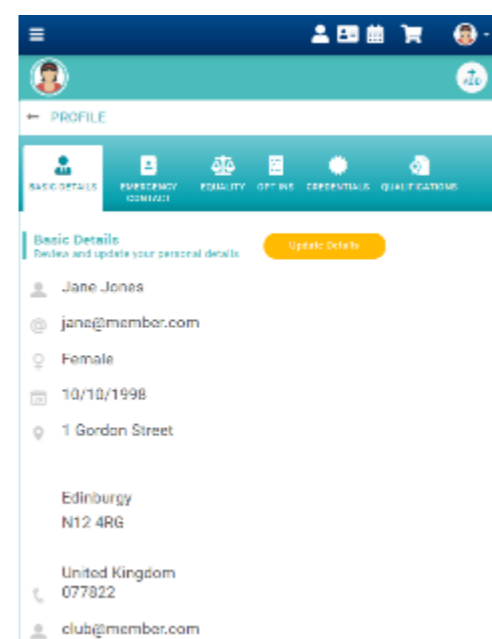 PROFILE
BASIC DETAILS
EMERGENCY CONTACT
EQUALITY
OPT INS
CREDENTIALS
QUALIFICATIONS
Basic Details
Review and update your personal details
Update Details
Jane Jones
jane@member.com
Female
10/10/1998
1 Gordon Street
Edinburgy
N12 4RG
United Kingdom
077822
club@member.com